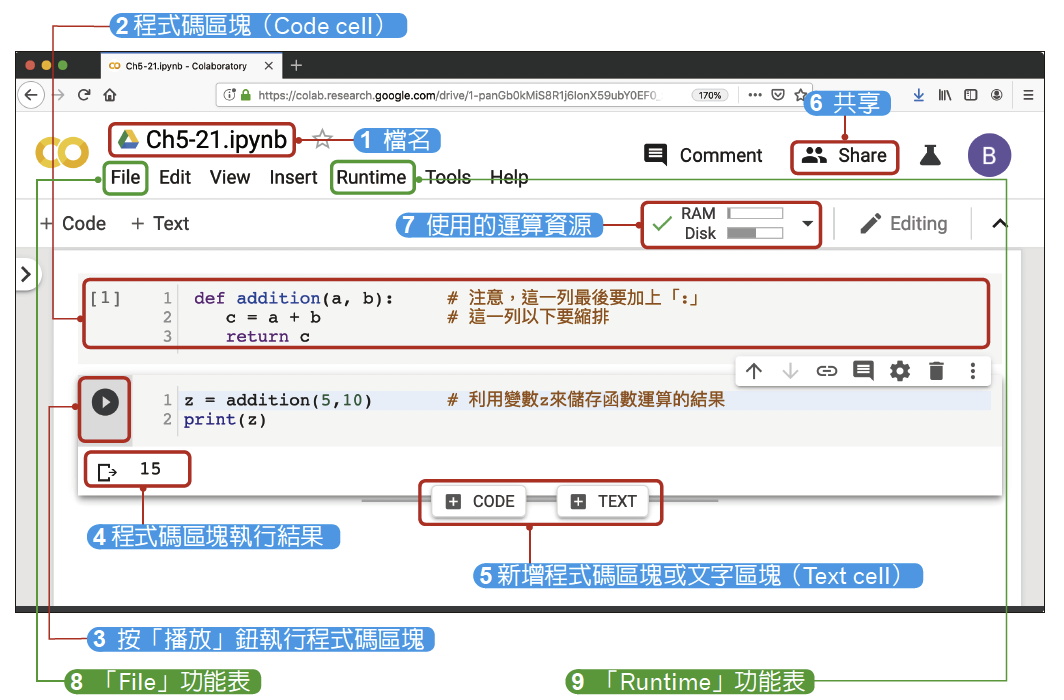 2 程式碼區塊（Code cell）
Ch5-21.ipynb - Colaboratory
https://colab.research.google.com/drive/1-panGb0kMiS8R1j6IonX59ubY0EF0_
170%
6 共享
CO
Ch5-21.ipynb
1 檔名
Comment
Share
B
File Edit View Insert Runtime Tools Help
+ Code + Text
7 使用的運算資源
RAM
Disk
Editing
[1]
1 def addition(a, b): # 注意，這一列最後要加上「:」
2 c = a + b # 這一列以下要縮排
3 return c
1 z = addition(5,10) # 利用變數z來儲存函數運算的結果
2 print(z)
15
CODE TEXT
4 程式碼區塊執行結果
5 新增程式碼區塊或文字區塊（Text cell）
3 按「播放」鈕執行程式碼區塊
8 「File」功能表
9 「Runtime」功能表